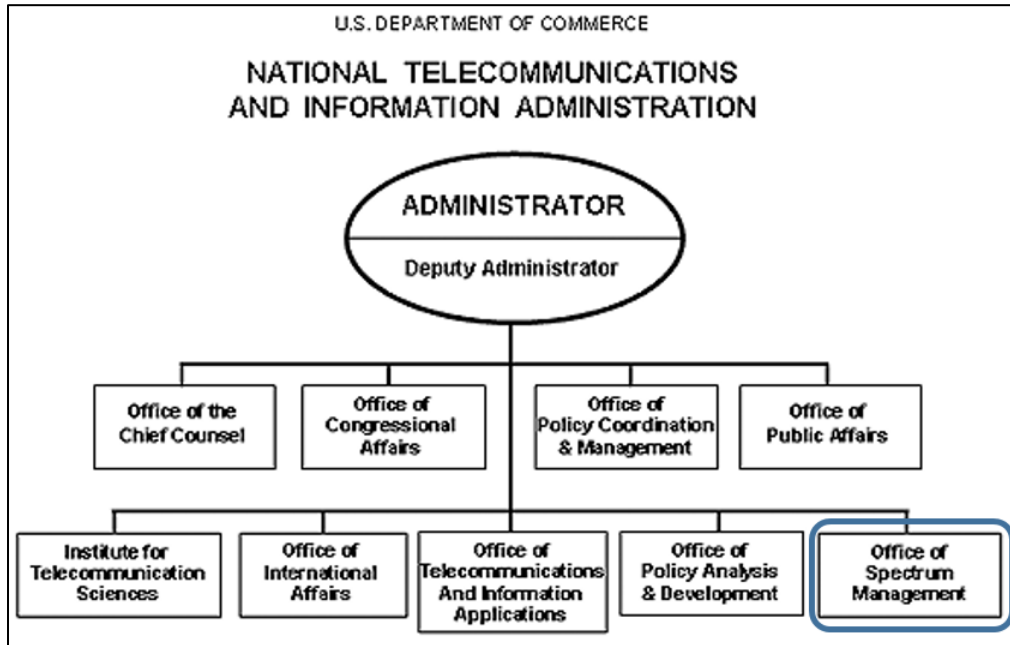 U.S. DEPARTMENT OF COMMERCE
NATIONAL TELECOMMUNICATIONS
AND INFORMATION ADMINISTRATION
ADMINISTRATOR
Deputy Administrator
Office of the
Chief Counsel
Office of
Congressional
Affairs
Office of
Policy Coordination
& Management
Office of
Public Affairs
Institute for
Telecommunication
Sciences
Office of
International
Affairs
Office of
Telecommunications
And Information
Applications
Office of
Policy Analysis
& Development
Office of
Spectrum
Management